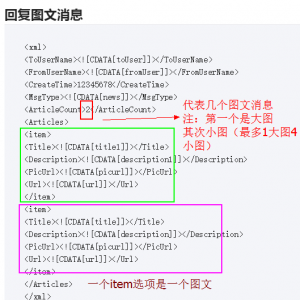 回复图文消息
<xml>
<ToUserName><![CDATA[toUser]]></ToUserName>
<FromUserName><![CDATA[fromUser]]></FromUserName>
<CreateTime>12345678</CreateTime>
<MsgType><![CDATA[news]]></MsgType>
<ArticleCount>2</ArticleCount>
<Articles>
代表几个图文消息
注：第一个是大图
其次小图（最多1大图4
小图）
<item>
<Title><![CDATA[title1]]></Title>
<Description><![CDATA[description1]]></Description>
<PicUrl><![CDATA[picurl]]></PicUrl>
<Url><![CDATA[url]]></Url>
</item>
<item>
<Title><![CDATA[title]]></Title>
<Description><![CDATA[description]]></Description>
<PicUrl><![CDATA[picurl]]></PicUrl>
<Url><![CDATA[url]]></Url>
</item>
</Articles>
一个item选项是一个图文
</xml>